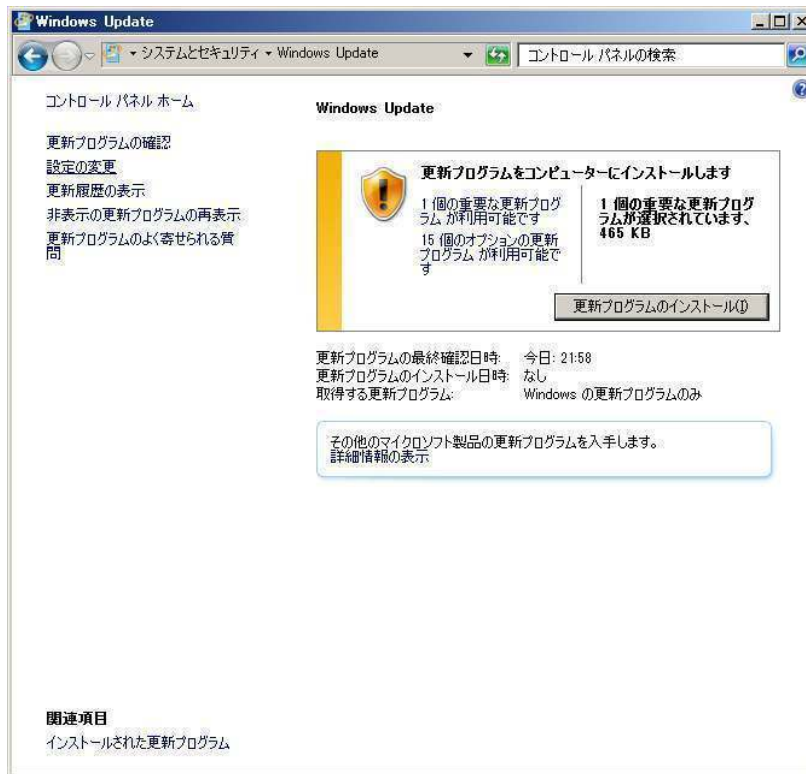 Windows Update
システムとセキュリティ Windows Update
コントロール パネルの検索
コントロール パネル ホーム
更新プログラムの確認
設定の変更
更新履歴の表示
非表示の更新プログラムの再表示
更新プログラムのよく寄せられる質
問
Windows Update
更新プログラムをコンピューターにインストールします
1 個の重要な更新プログ
ラム が利用可能です
15 個のオプションの更新
プログラム が利用可能で
す
1 個の重要な更新プログ
ラムが選択されています、
465 KB
更新プログラムのインストール(I)
更新プログラムの最終確認日時: 今日: 21:58
更新プログラムのインストール日時: なし
取得する更新プログラム: Windows の更新プログラムのみ
その他のマイクロソフト製品の更新プログラムを入手します。
詳細情報の表示
関連項目
インストールされた更新プログラム